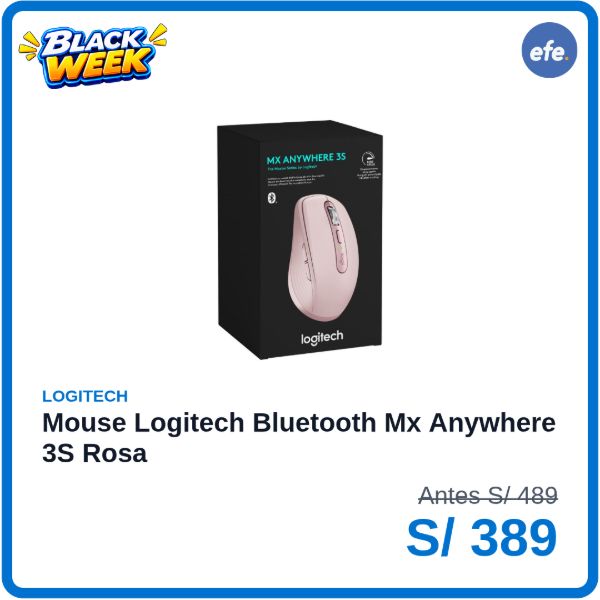 BLACK
WEEK
efe.
MX ANYWHERE 3S
logitech
LOGITECH
Mouse Logitech Bluetooth Mx Anywhere
3S Rosa
Antes S/ 489
S/ 389